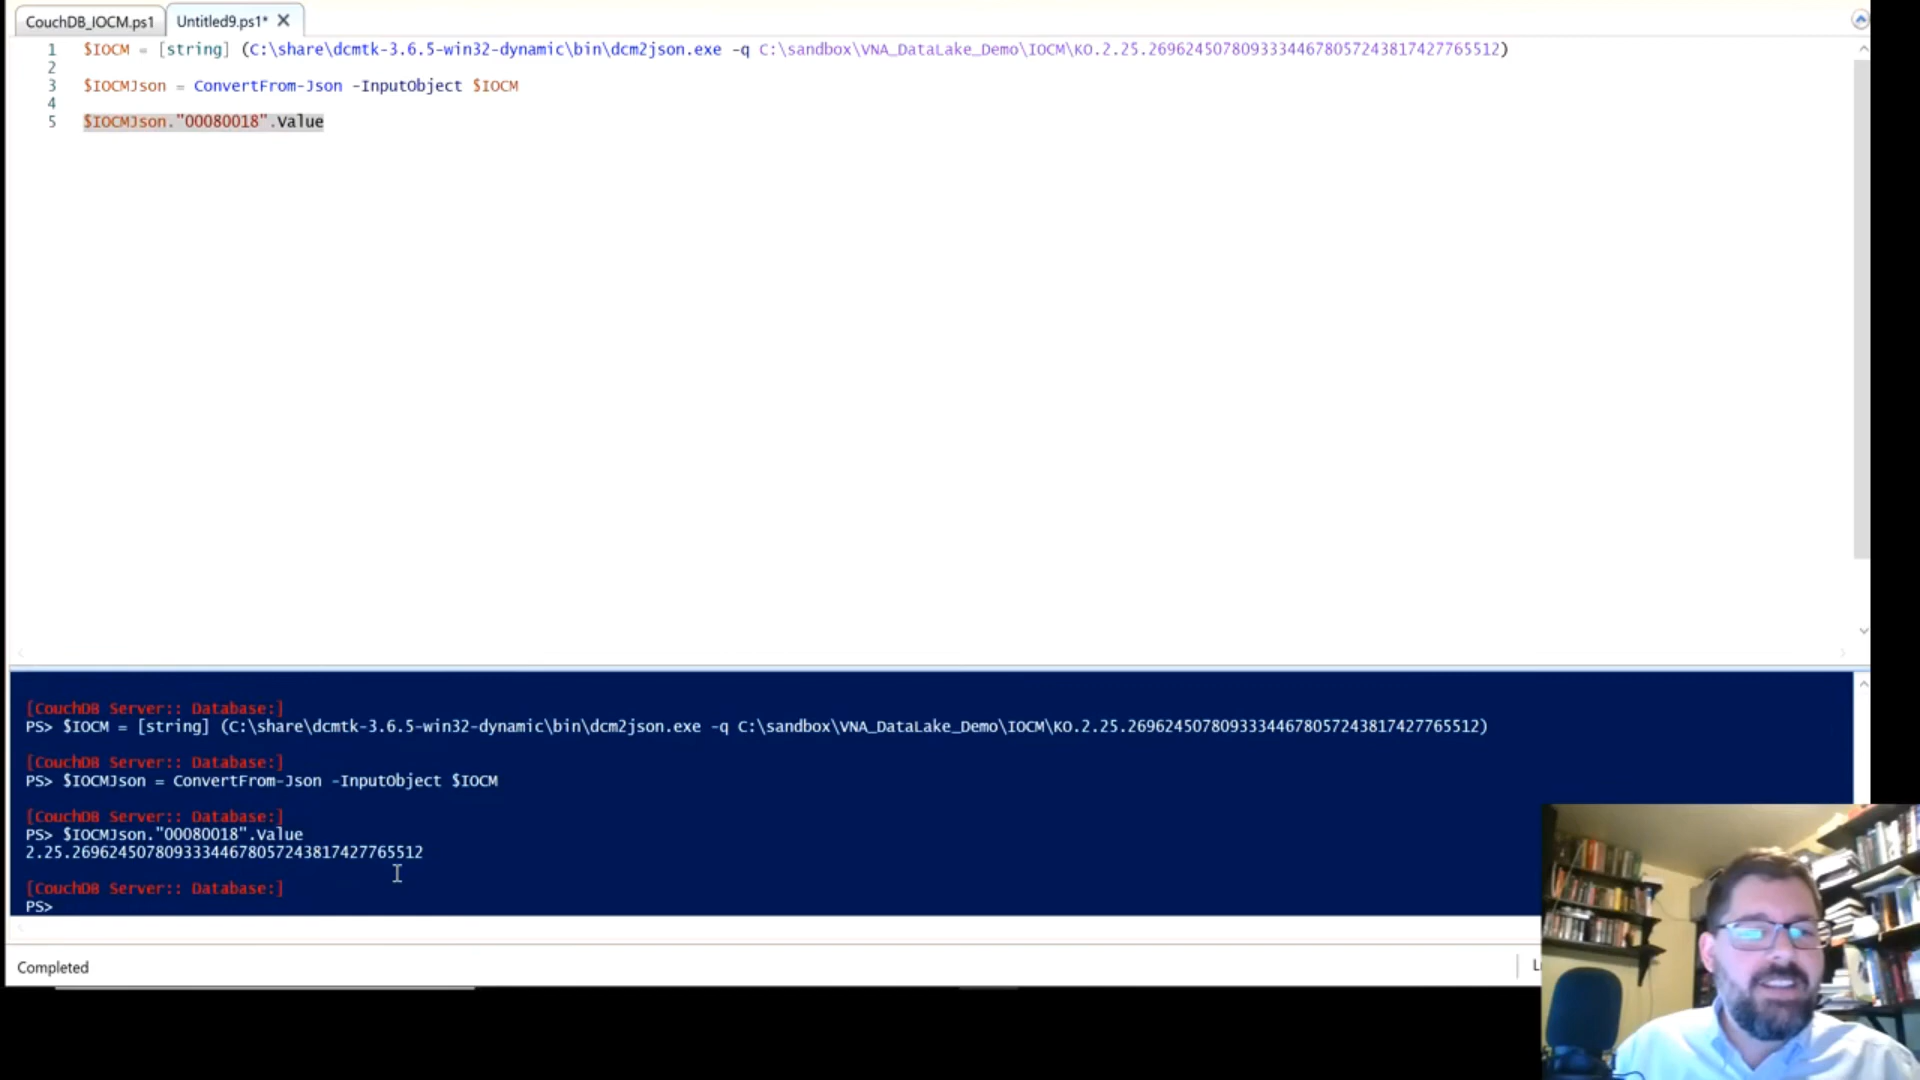 CouchDB_IOCM.ps1
Untitled9.ps1*
1 $IOCM = [string] (C:\share\dcmtk-3.6.5-win32-dynamic\bin\dcm2json.exe -q C:\sandbox\VNA_DataLake_Demo\IOCM\KO.2.25.269624507809333446780572438174277655​12)
2
3 $IOCMJson = ConvertFrom-Json -InputObject $IOCM
4
5 $IOCMJson."00080018".Value
[CouchDB Server:: Database:]
PS> $IOCM = [string] (C:\share\dcmtk-3.6.5-win32-dynamic\bin\dcm2json.exe -q C:\sandbox\VNA_DataLake_Demo\IOCM\KO.2.25.26962450780933344678057243817427765512)
[CouchDB Server:: Database:]
PS> $IOCMJson = ConvertFrom-Json -InputObject $IOCM
[CouchDB Server:: Database:]
PS> $IOCMJson."00080018".Value
2.25.26962450780933344678057243817427765512
[CouchDB Server:: Database:]
PS>
Completed